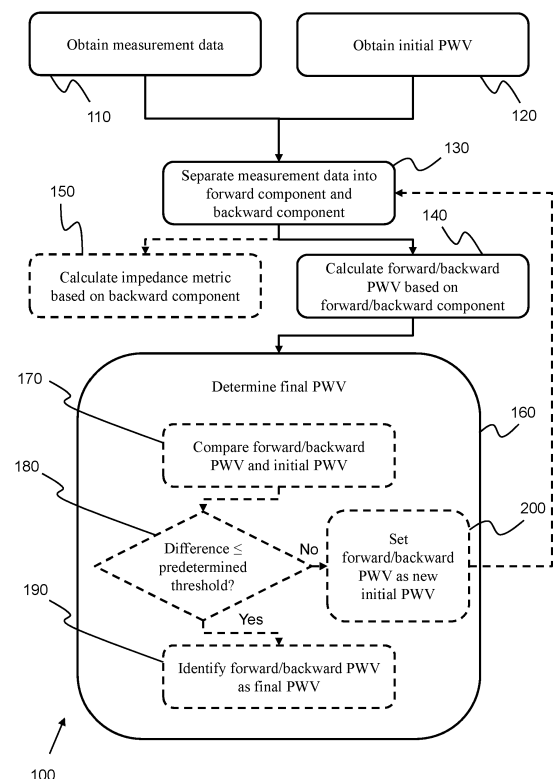 Obtain measurement data
Obtain initial PWV
110
120
130
Separate measurement data into
forward component and
backward component
150
140
Calculate impedance metric
based on backward component
Calculate forward/backward
PWV based on
forward/backward component
170
Determine final PWV
160
Compare forward/backward
PWV and initial PWV
180
200
Difference ≤
predetermined
threshold?
No
Set
forward/backward
PWV as new
initial PWV
190
Yes
Identify forward/backward PWV
as final PWV
100